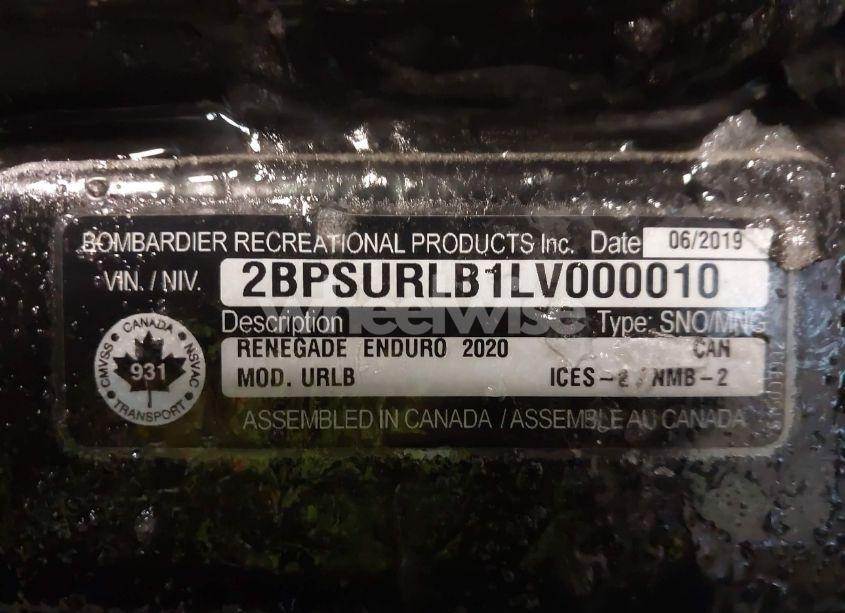 BOMBARDIER RECREATIONAL PRODUCTS Inc. Date 06/2019
VIN. / NIV. 2BPSURLB1LV000010
wheelwise
Description Type: SNO/MNG
RENEGADE ENDURO 2020 CAN
MOD. URLB ICES-2 / NMB-2
CANADA
CMVSS 931 NSVAC
TRANSPORT
ASSEMBLED IN CANADA / ASSEMBLE AU CANADA